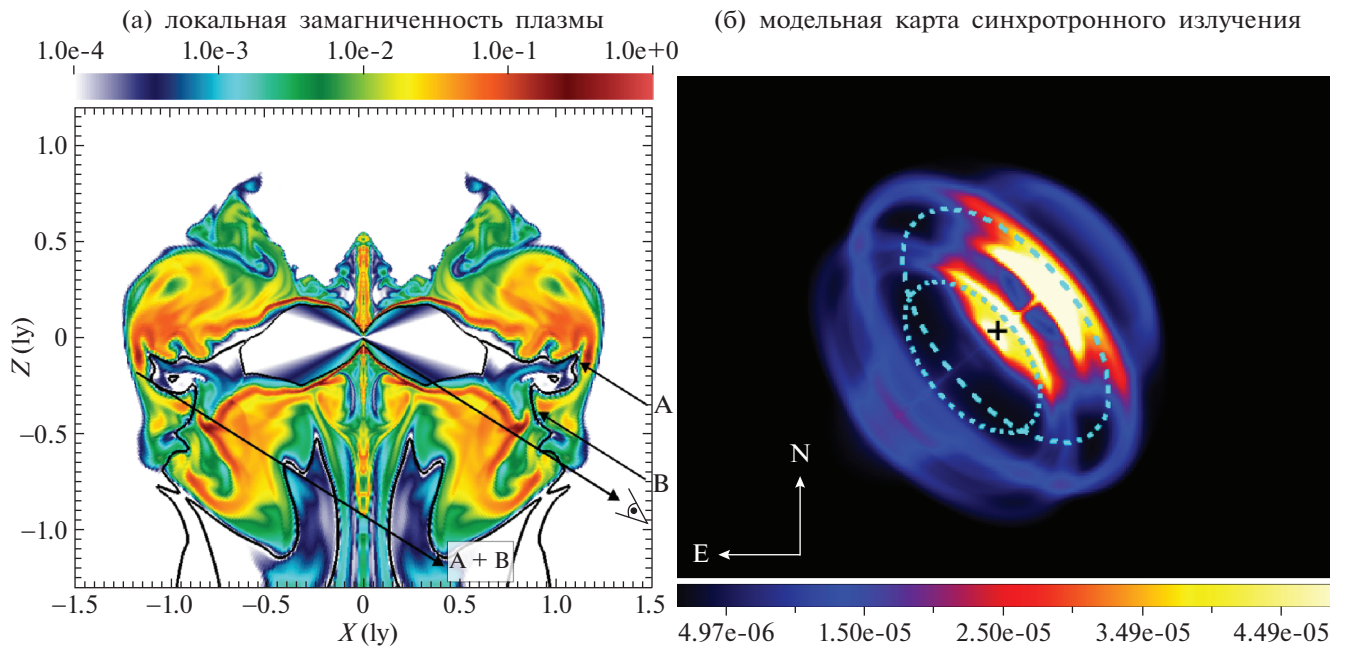 (а) локальная замагниченность плазмы
(б) модельная карта синхротронного излучения
1.0e-4 1.0e-3 1.0e-2 1.0e-1 1.0e+0
1.0
0.5
0
−0.5
−1.0
Z (ly)
A
B
A + B
−1.5 −1.0 −0.5 0 0.5 1.0 1.5
X (ly)
N
E
4.97e-06 1.50e-05 2.50e-05 3.49e-05 4.49e-05